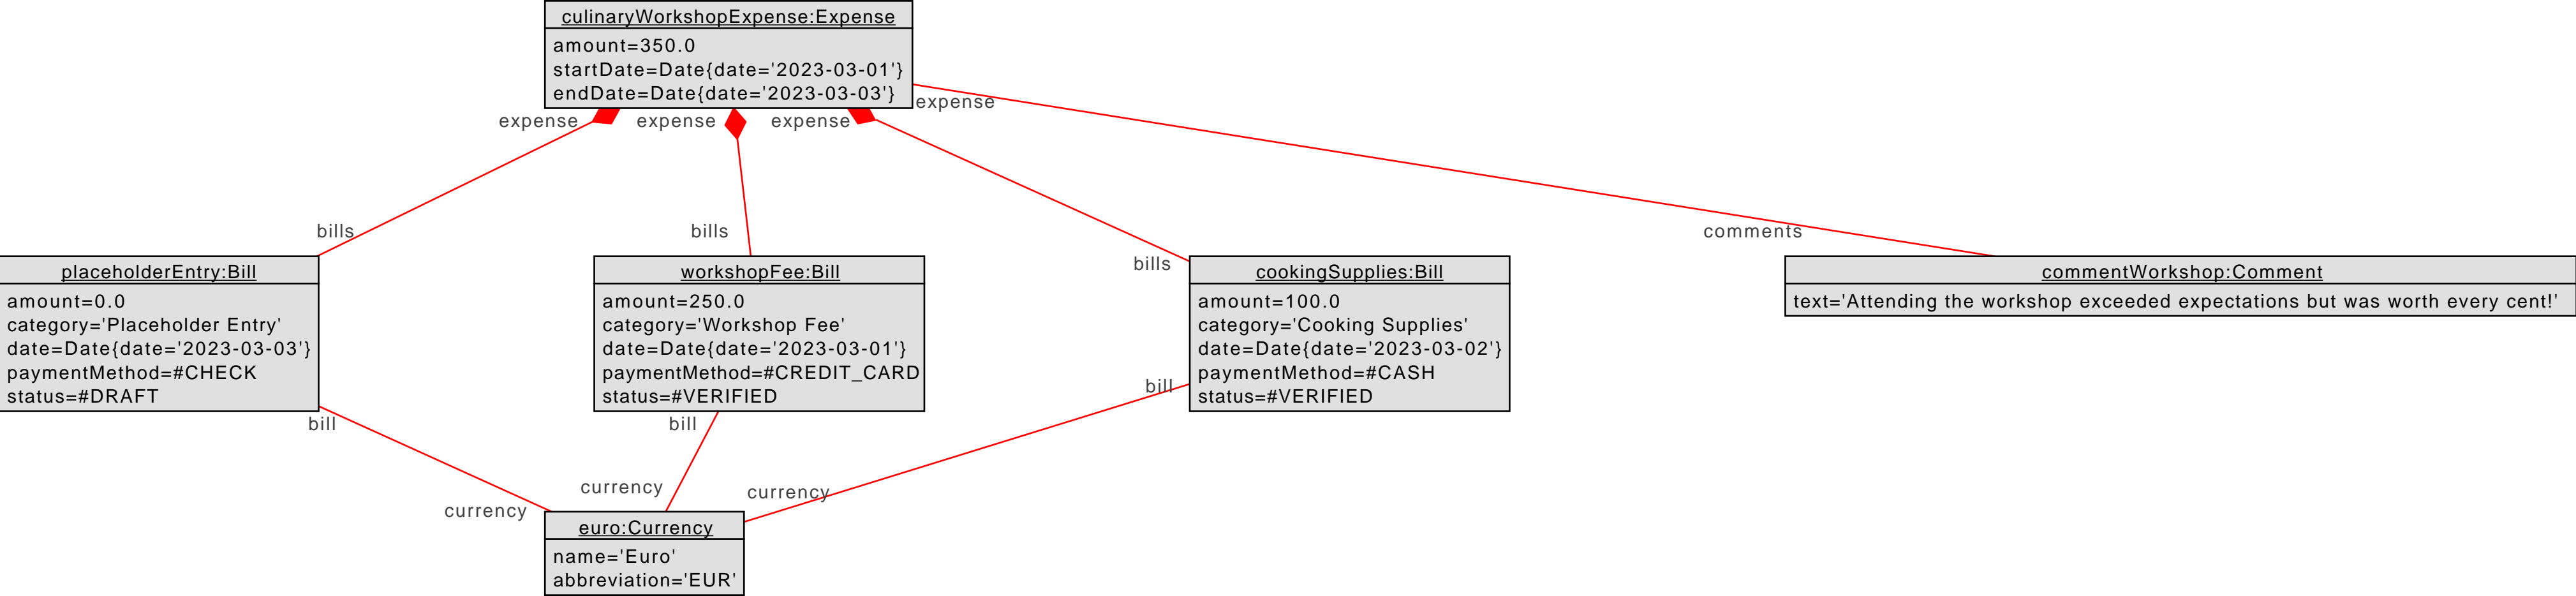 culinaryWorkshopExpense:Expense
amount=350.0
startDate=Date{date='2023-03-01'}
endDate=Date{date='2023-03-03'}
expense
expense
expense
expense
bills
bills
bills
comments
placeholderEntry:Bill
amount=0.0
category='Placeholder Entry'
date=Date{date='2023-03-03'}
paymentMethod=#CHECK
status=#DRAFT
workshopFee:Bill
amount=250.0
category='Workshop Fee'
date=Date{date='2023-03-01'}
paymentMethod=#CREDIT_CARD
status=#VERIFIED
cookingSupplies:Bill
amount=100.0
category='Cooking Supplies'
date=Date{date='2023-03-02'}
paymentMethod=#CASH
status=#VERIFIED
commentWorkshop:Comment
text='Attending the workshop exceeded expectations but was worth every cent!'
bill
bill
bill
currency
currency
currency
euro:Currency
name='Euro'
abbreviation='EUR'